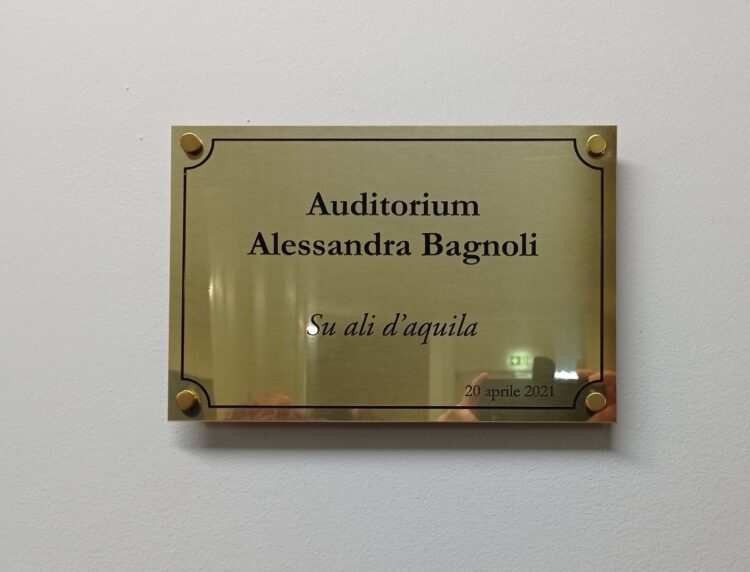 Auditorium
Alessandra Bagnoli
Su ali d'aquila
20 aprile 2021